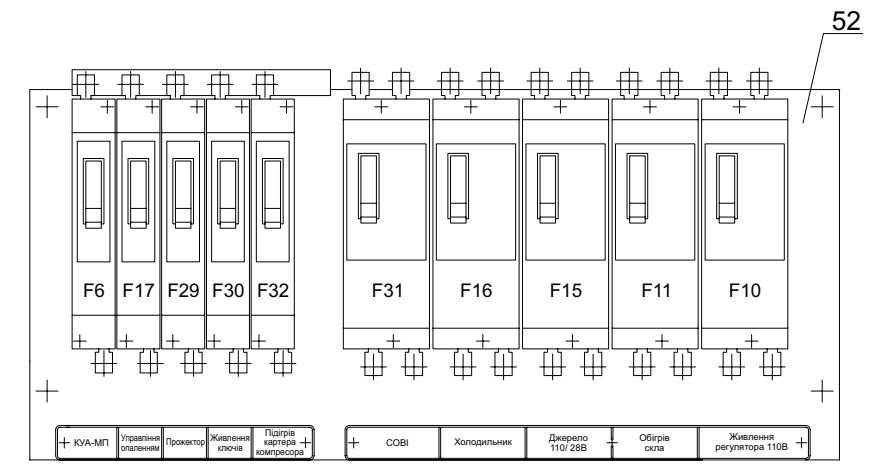 52
F6 F17 F29 F30 F32 F31 F16 F15 F11 F10
КУА-МП
Управління
опаленням
Прожектор
Живлення
ключів
Підігрів
картера
компресора
СОВІ
Холодильник
Джерело
110/ 28В
Обігрів
скла
Живлення
регулятора 110В